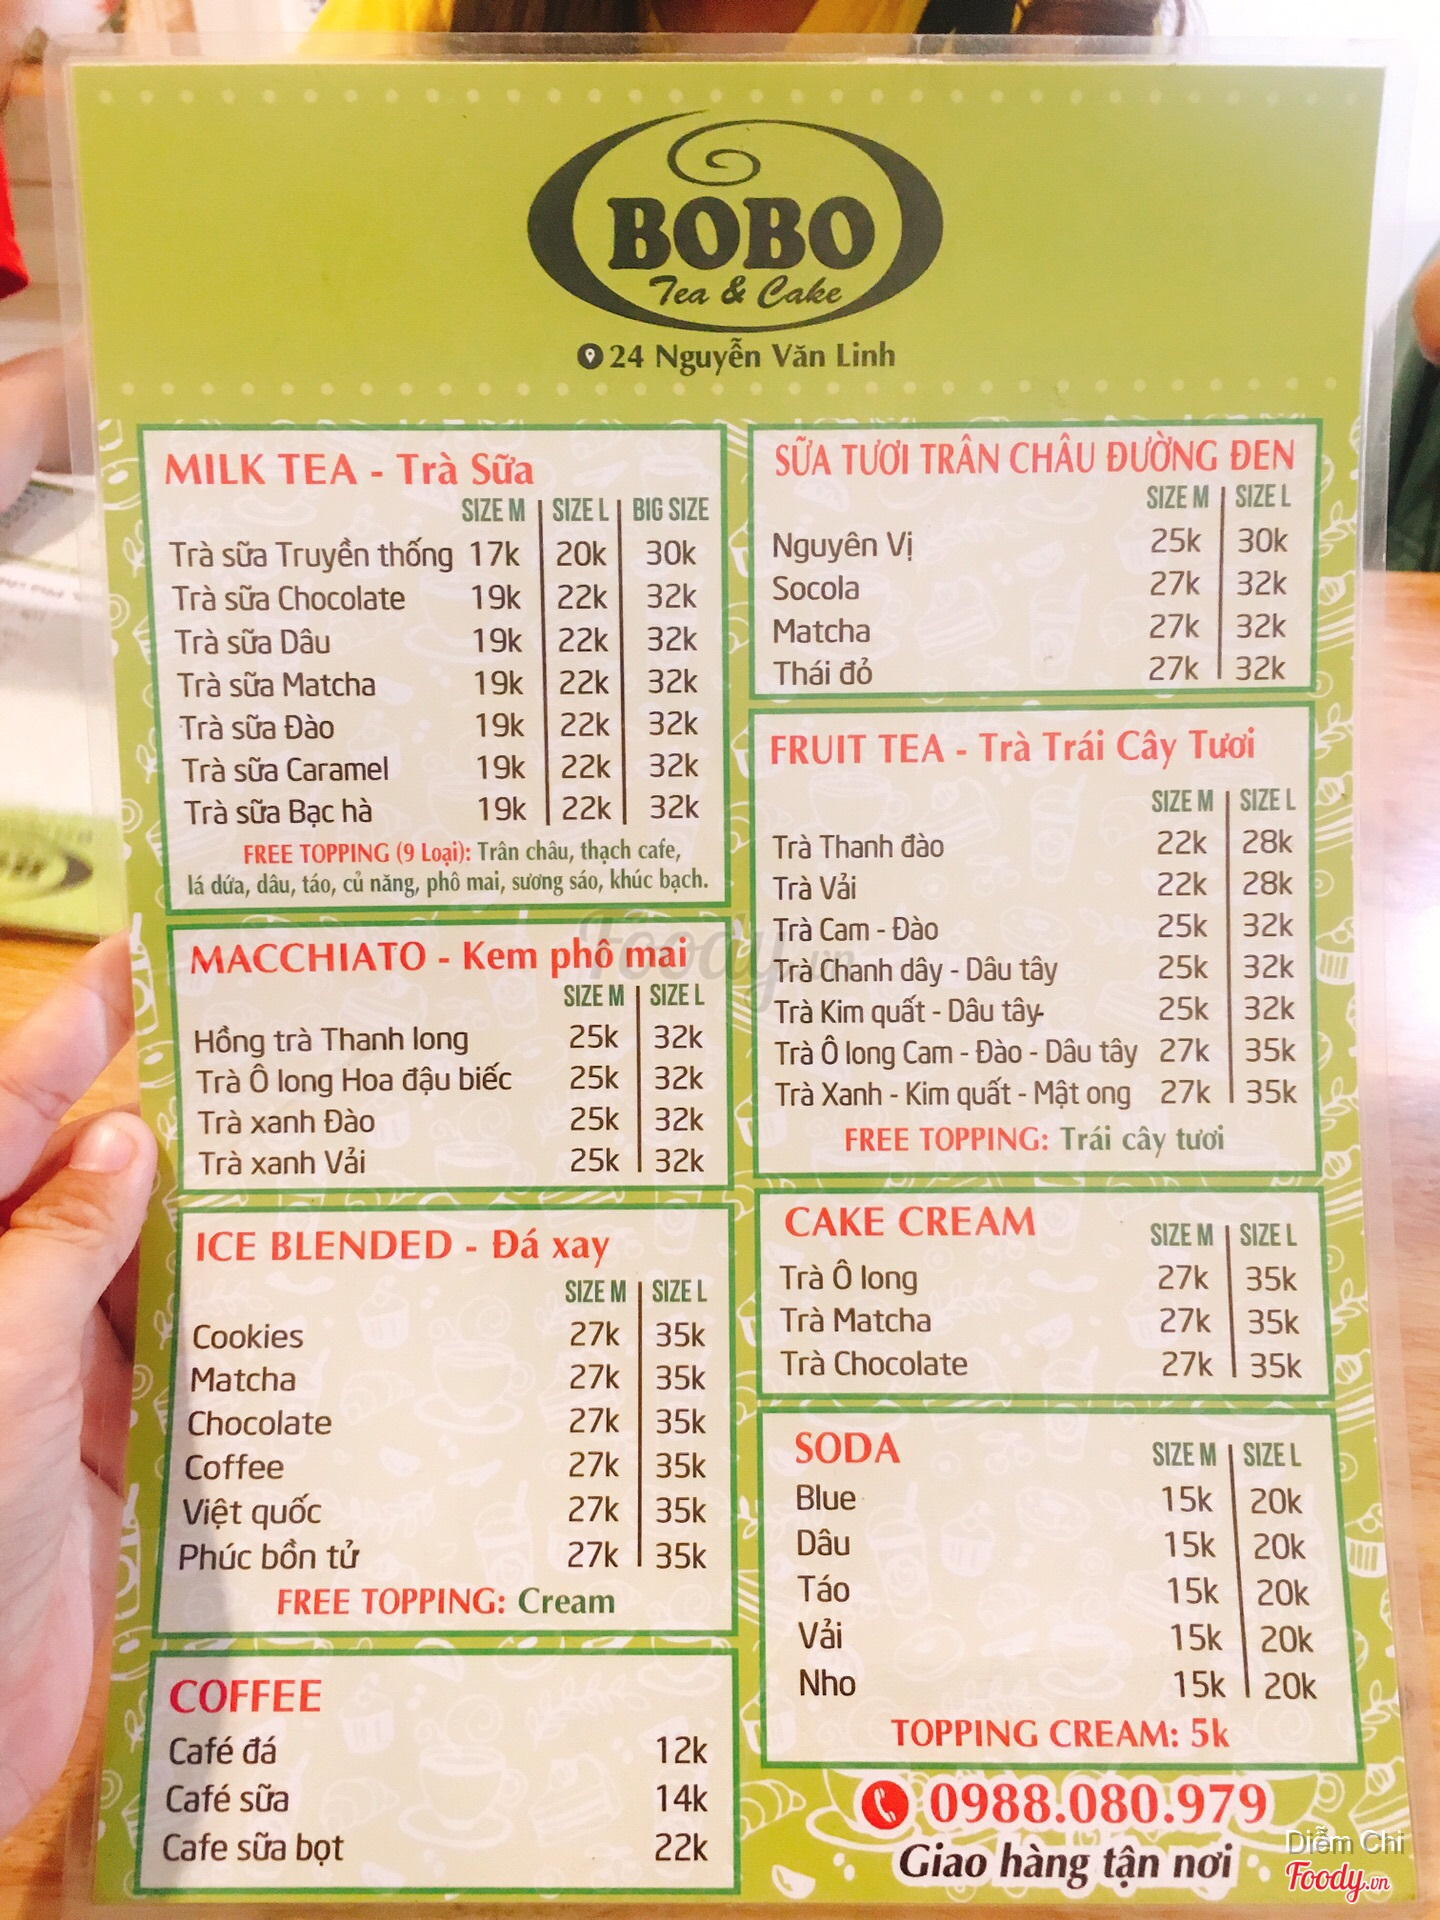 BOBO
Tea & Cake
24 Nguyễn Văn Linh
MILK TEA - Trà Sữa
SIZE M | SIZE L | BIG SIZE
Trà sữa Truyền thống 17k 20k 30k
Trà sữa Chocolate 19k 22k 32k
Trà sữa Dâu 19k 22k 32k
Trà sữa Matcha 19k 22k 32k
Trà sữa Đào 19k 22k 32k
Trà sữa Caramel 19k 22k 32k
Trà sữa Bạc hà 19k 22k 32k
FREE TOPPING (9 Loại): Trân châu, thạch cafe,
lá dứa, dâu, táo, củ năng, phô mai, sương sáo, khúc bạch.
MACCHIATO - Kem phô mai
SIZE M | SIZE L
Hồng trà Thanh long 25k 32k
Trà Ô long Hoa đậu biếc 25k 32k
Trà xanh Đào 25k 32k
Trà xanh Vải 25k 32k
ICE BLENDED - Đá xay
SIZE M | SIZE L
Cookies 27k 35k
Matcha 27k 35k
Chocolate 27k 35k
Coffee 27k 35k
Việt quốc 27k 35k
Phúc bồn tử 27k 35k
FREE TOPPING: Cream
COFFEE
Café đá 12k
Café sữa 14k
Cafe sữa bọt 22k
SỮA TƯƠI TRÂN CHÂU ĐƯỜNG ĐEN
SIZE M | SIZE L
Nguyên Vị 25k 30k
Socola 27k 32k
Matcha 27k 32k
Thái đỏ 27k 32k
FRUIT TEA - Trà Trái Cây Tươi
SIZE M | SIZE L
Trà Thanh đào 22k 28k
Trà Vải 22k 28k
Trà Cam - Đào 25k 32k
Trà Chanh dây - Dâu tây 25k 32k
Trà Kim quất - Dâu tây 25k 32k
Trà Ô long Cam - Đào - Dâu tây 27k 35k
Trà Xanh - Kim quất - Mật ong 27k 35k
FREE TOPPING: Trái cây tươi
CAKE CREAM SIZE M | SIZE L
Trà Ô long 27k 35k
Trà Matcha 27k 35k
Trà Chocolate 27k 35k
SODA SIZE M | SIZE L
Blue 15k 20k
Dâu 15k 20k
Táo 15k 20k
Vải 15k 20k
Nho 15k 20k
TOPPING CREAM: 5k
0988.080.979
Giao hàng tận nơi
Foody.vn
Diễm Chi
Foody.vn